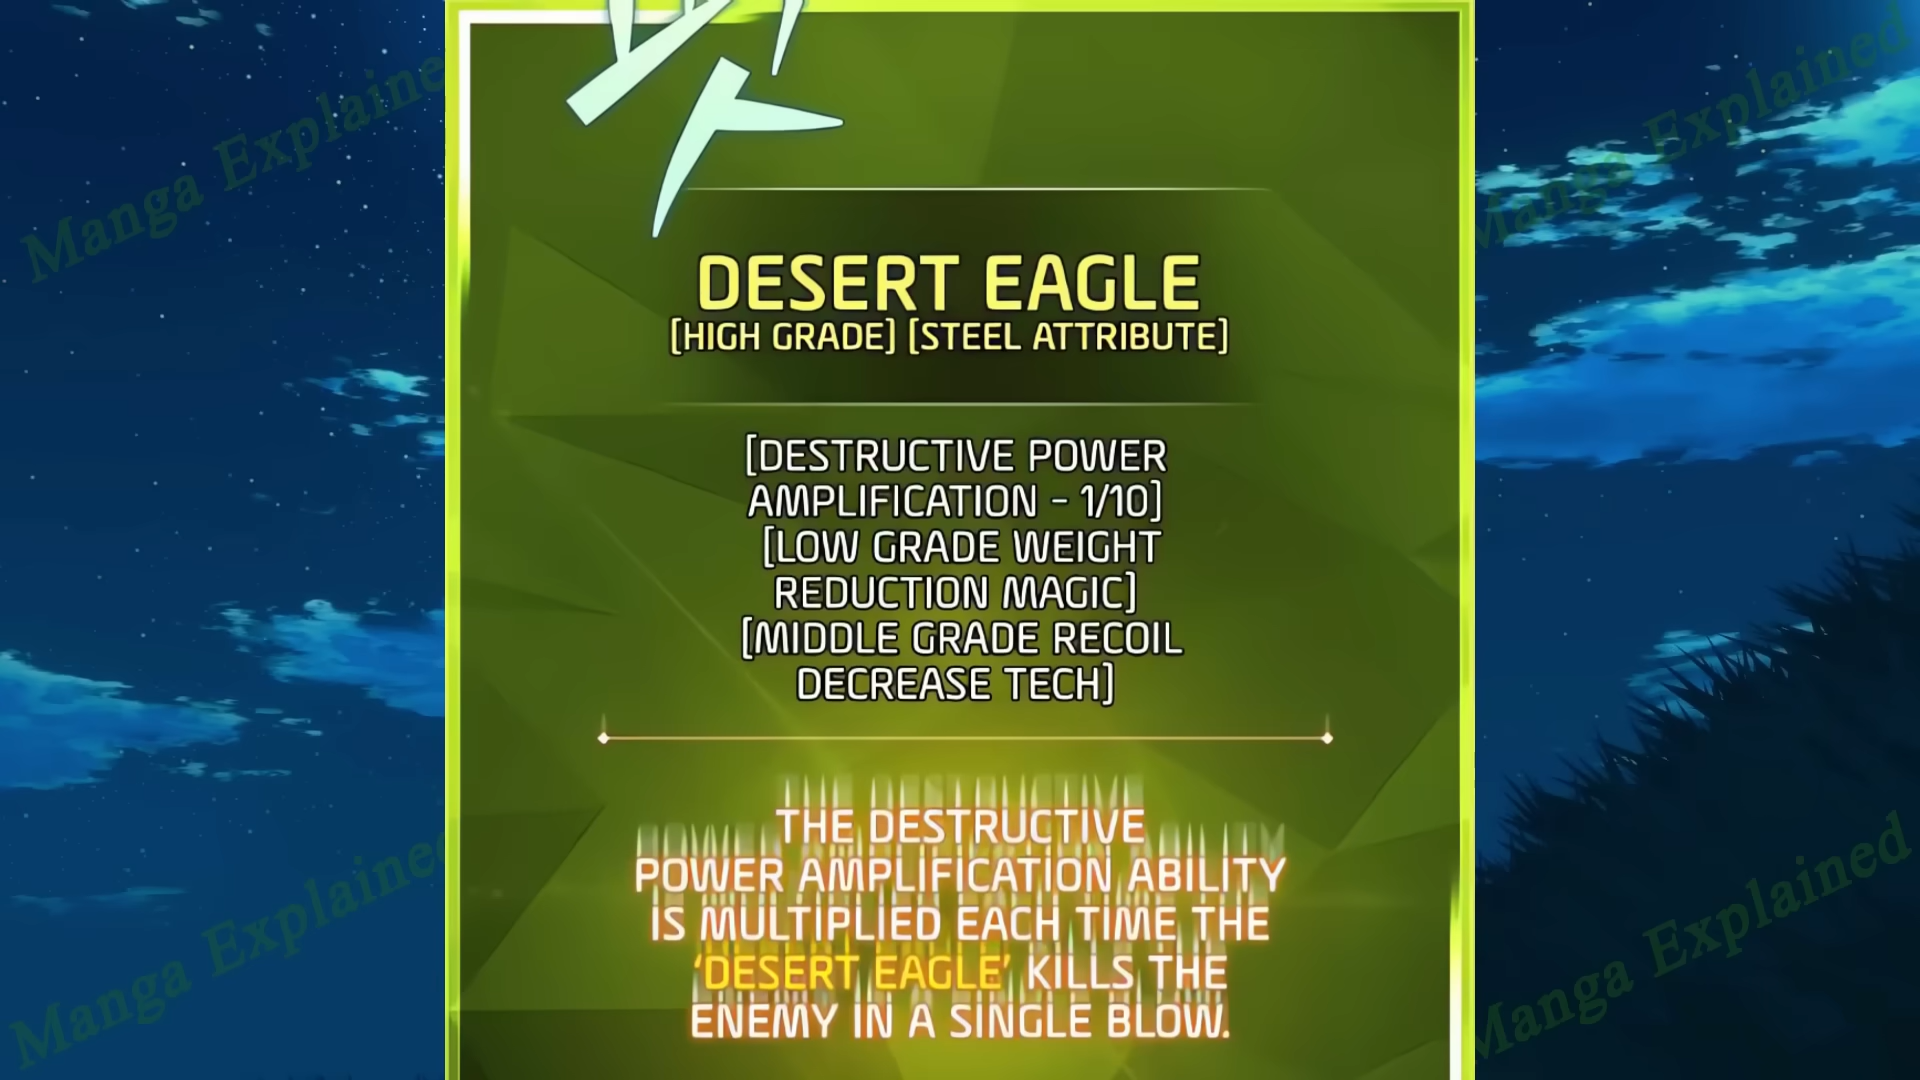 DESERT EAGLE
[HIGH GRADE] [STEEL ATTRIBUTE]
[DESTRUCTIVE POWER
AMPLIFICATION - 1/10]
[LOW GRADE WEIGHT
REDUCTION MAGIC]
[MIDDLE GRADE RECOIL
DECREASE TECH]
THE DESTRUCTIVE
POWER AMPLIFICATION ABILITY
IS MULTIPLIED EACH TIME THE
'DESERT EAGLE' KILLS THE
ENEMY IN A SINGLE BLOW.
Manga Explained
Manga Explained
Manga Explained
Manga Explained